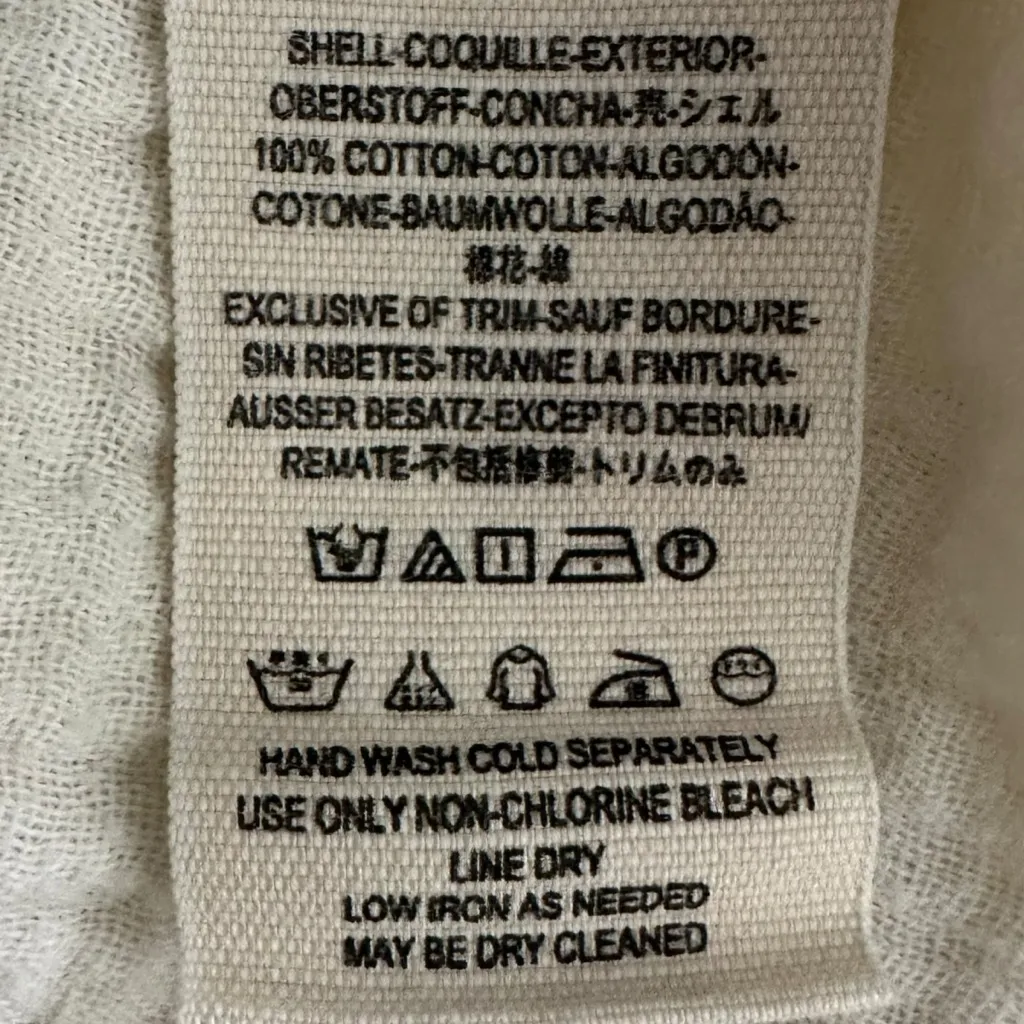 SHELL-COQUILLE-EXTERIOR-
OBERSTOFF-CONCHA-売-シェル
100% COTTON-COTON-ALGODÓN-
COTONE-BAUMWOLLE-ALGODÃO-
棉花-綿
EXCLUSIVE OF TRIM-SAUF BORDURE-
SIN RIBETES-TRANNE LA FINITURA-
AUSSER BESATZ-EXCEPTO DEBRUM/
REMATE-不包括修剪-トリムのみ
P
HAND WASH COLD SEPARATELY
USE ONLY NON-CHLORINE BLEACH
LINE DRY
LOW IRON AS NEEDED
MAY BE DRY CLEANED